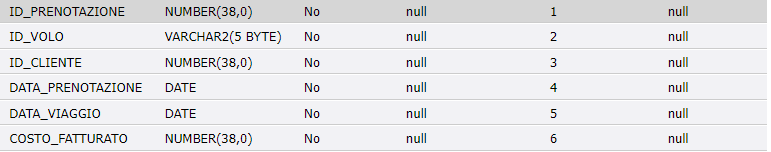 ID_PRENOTAZIONE NUMBER(38,0) No null 1 null
ID_VOLO VARCHAR2(5 BYTE) No null 2 null
ID_CLIENTE NUMBER(38,0) No null 3 null
DATA_PRENOTAZIONE DATE No null 4 null
DATA_VIAGGIO DATE No null 5 null
COSTO_FATTURATO NUMBER(38,0) No null 6 null